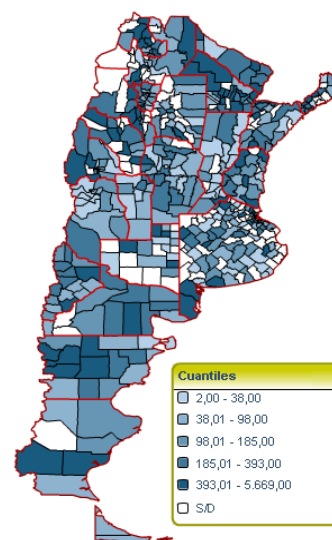 Cuantiles
2,00 - 38,00
38,01 - 98,00
98,01 - 185,00
185,01 - 393,00
393,01 - 5.669,00
S/D